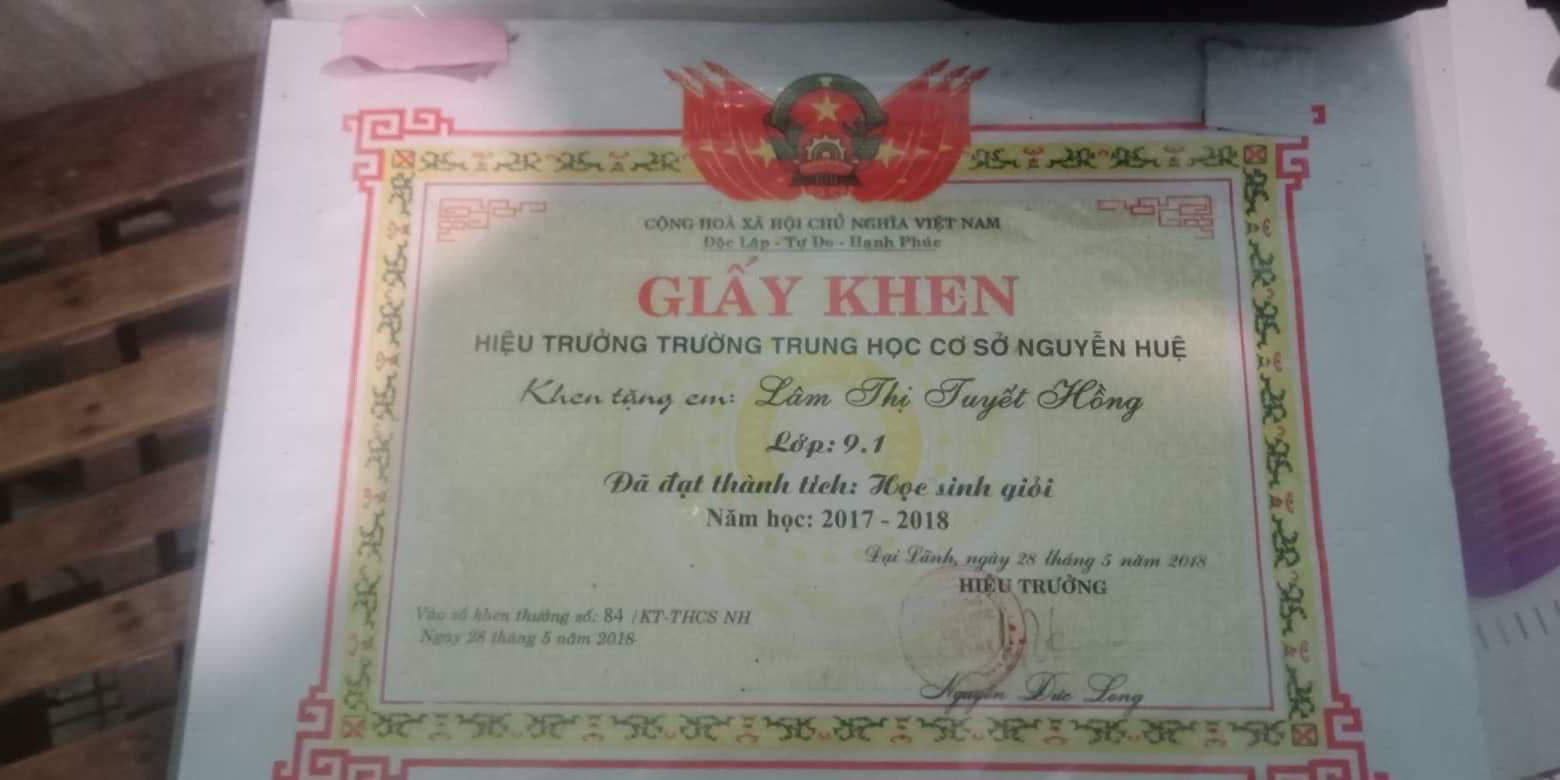 CỘNG HOÀ XÃ HỘI CHỦ NGHĨA VIỆT NAM
Độc Lập - Tự Do - Hạnh Phúc
GIẤY KHEN
HIỆU TRƯỞNG TRƯỜNG TRUNG HỌC CƠ SỞ NGUYỄN HUỆ
Khen tặng em: Lâm Thị Tuyết Hồng
Lớp: 9.1
Đã đạt thành tích: Học sinh giỏi
Năm học: 2017 - 2018
Đại Lãnh, ngày 28 tháng 5 năm 2018
HIỆU TRƯỞNG
Vào sổ khen thưởng số: 84 /KT-THCS NH
Ngày 28 tháng 5 năm 2018
Nguyễn Đức Long